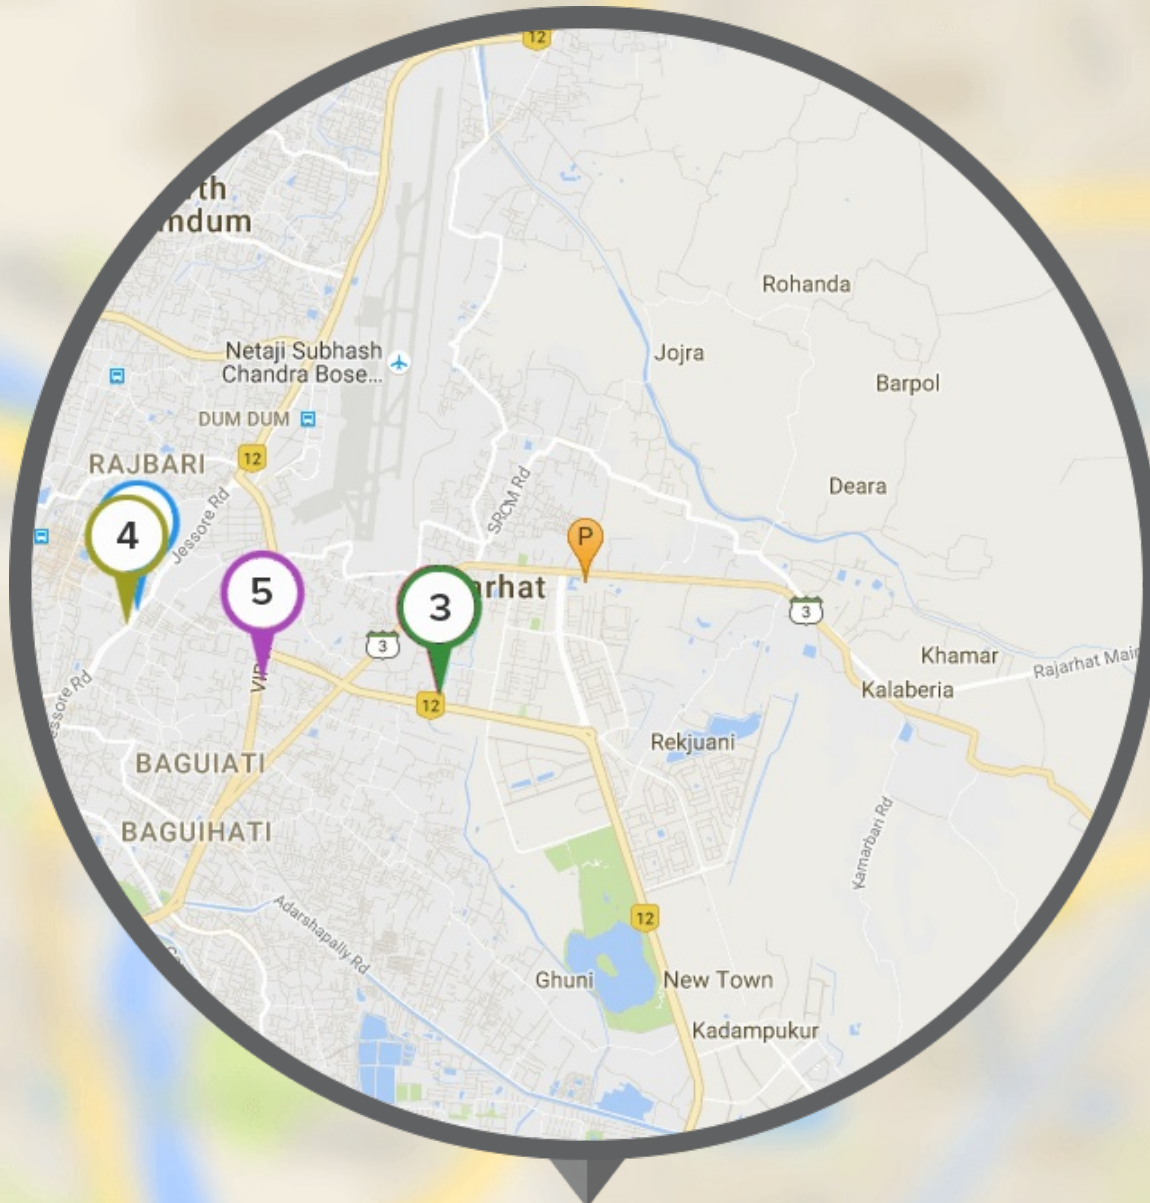 12
rth
mdum
Rohanda
Netaji Subhash
Chandra Bose...
Jojra
Barpol
DUM DUM
12
RAJBARI
Jessore Rd
SRCM Rd
Deara
4
P
5
3
arhat
3
3
Khamar
Rajarhat Main
VIP
Kalaberia
12
essore Rd
Rekjuani
BAGUIATI
BAGUIHATI
Kamarbari Rd
Adarshapally Rd
12
Ghuni
New Town
Kadampukur